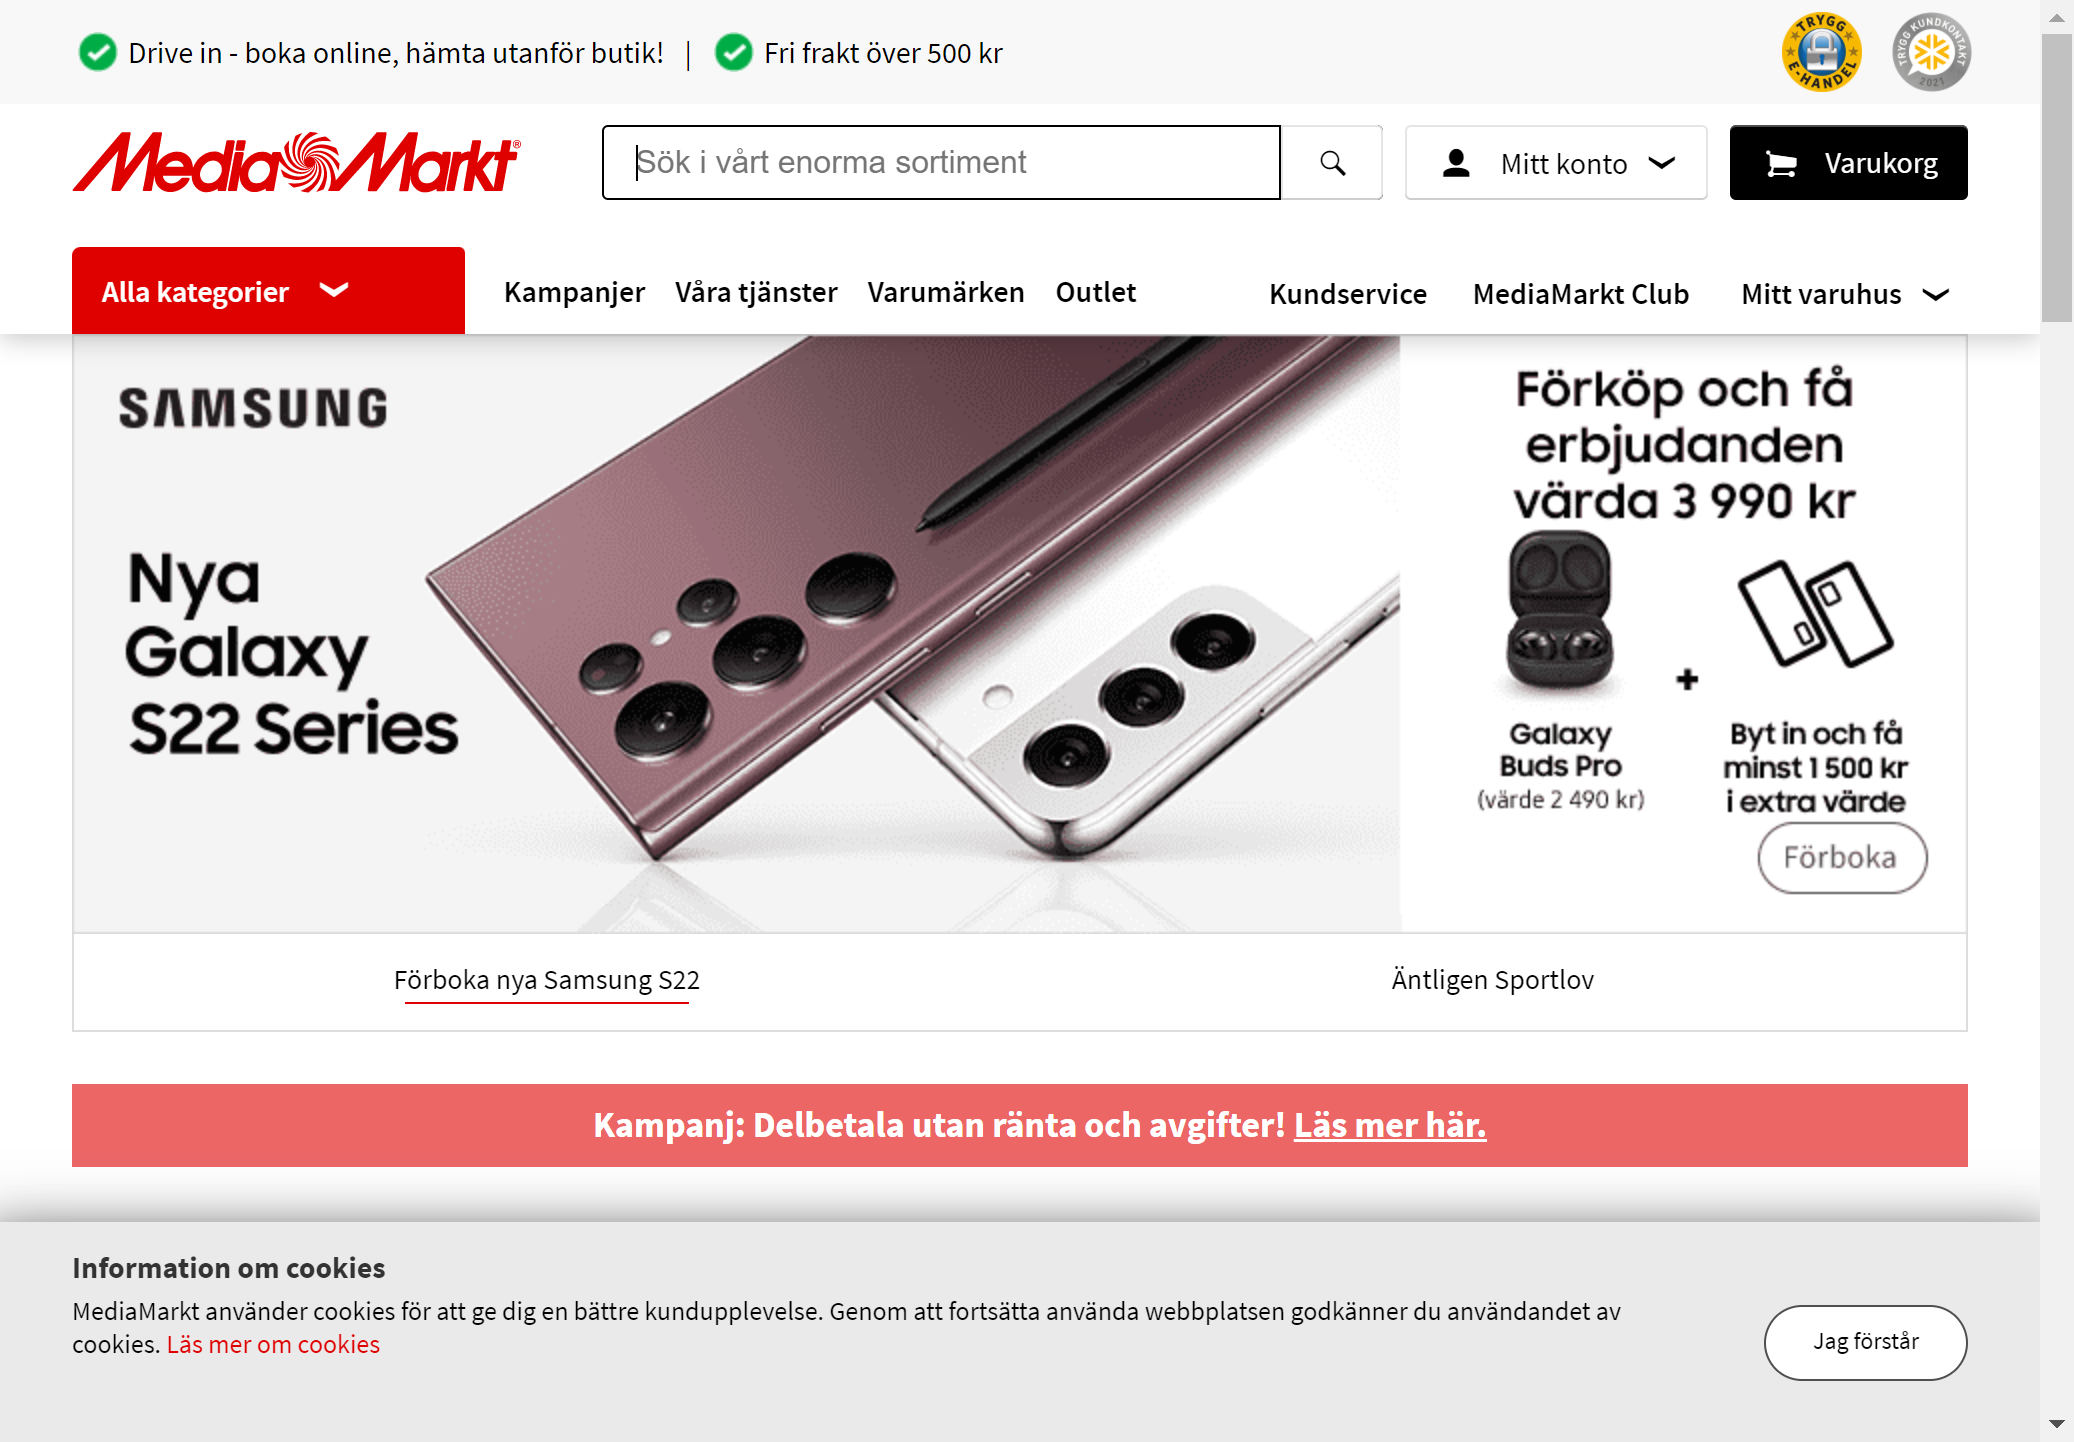 Drive in - boka online, hämta utanför butik! | Fri frakt över 500 kr
TRYGG E-HANDEL
TRYGG KUNDKONTAKT 2021
MediaMarkt®
Sök i vårt enorma sortiment
Mitt konto
Varukorg
Alla kategorier
Kampanjer Våra tjänster Varumärken Outlet
Kundservice MediaMarkt Club Mitt varuhus
SAMSUNG
Nya
Galaxy
S22 Series
Förköp och få
erbjudanden
värda 3 990 kr
+
Galaxy
Buds Pro
(värde 2 490 kr)
Byt in och få
minst 1 500 kr
i extra värde
Förboka
Förboka nya Samsung S22
Äntligen Sportlov
Kampanj: Delbetala utan ränta och avgifter! Läs mer här.
Information om cookies
MediaMarkt använder cookies för att ge dig en bättre kundupplevelse. Genom att fortsätta använda webbplatsen godkänner du användandet av
cookies. Läs mer om cookies
Jag förstår